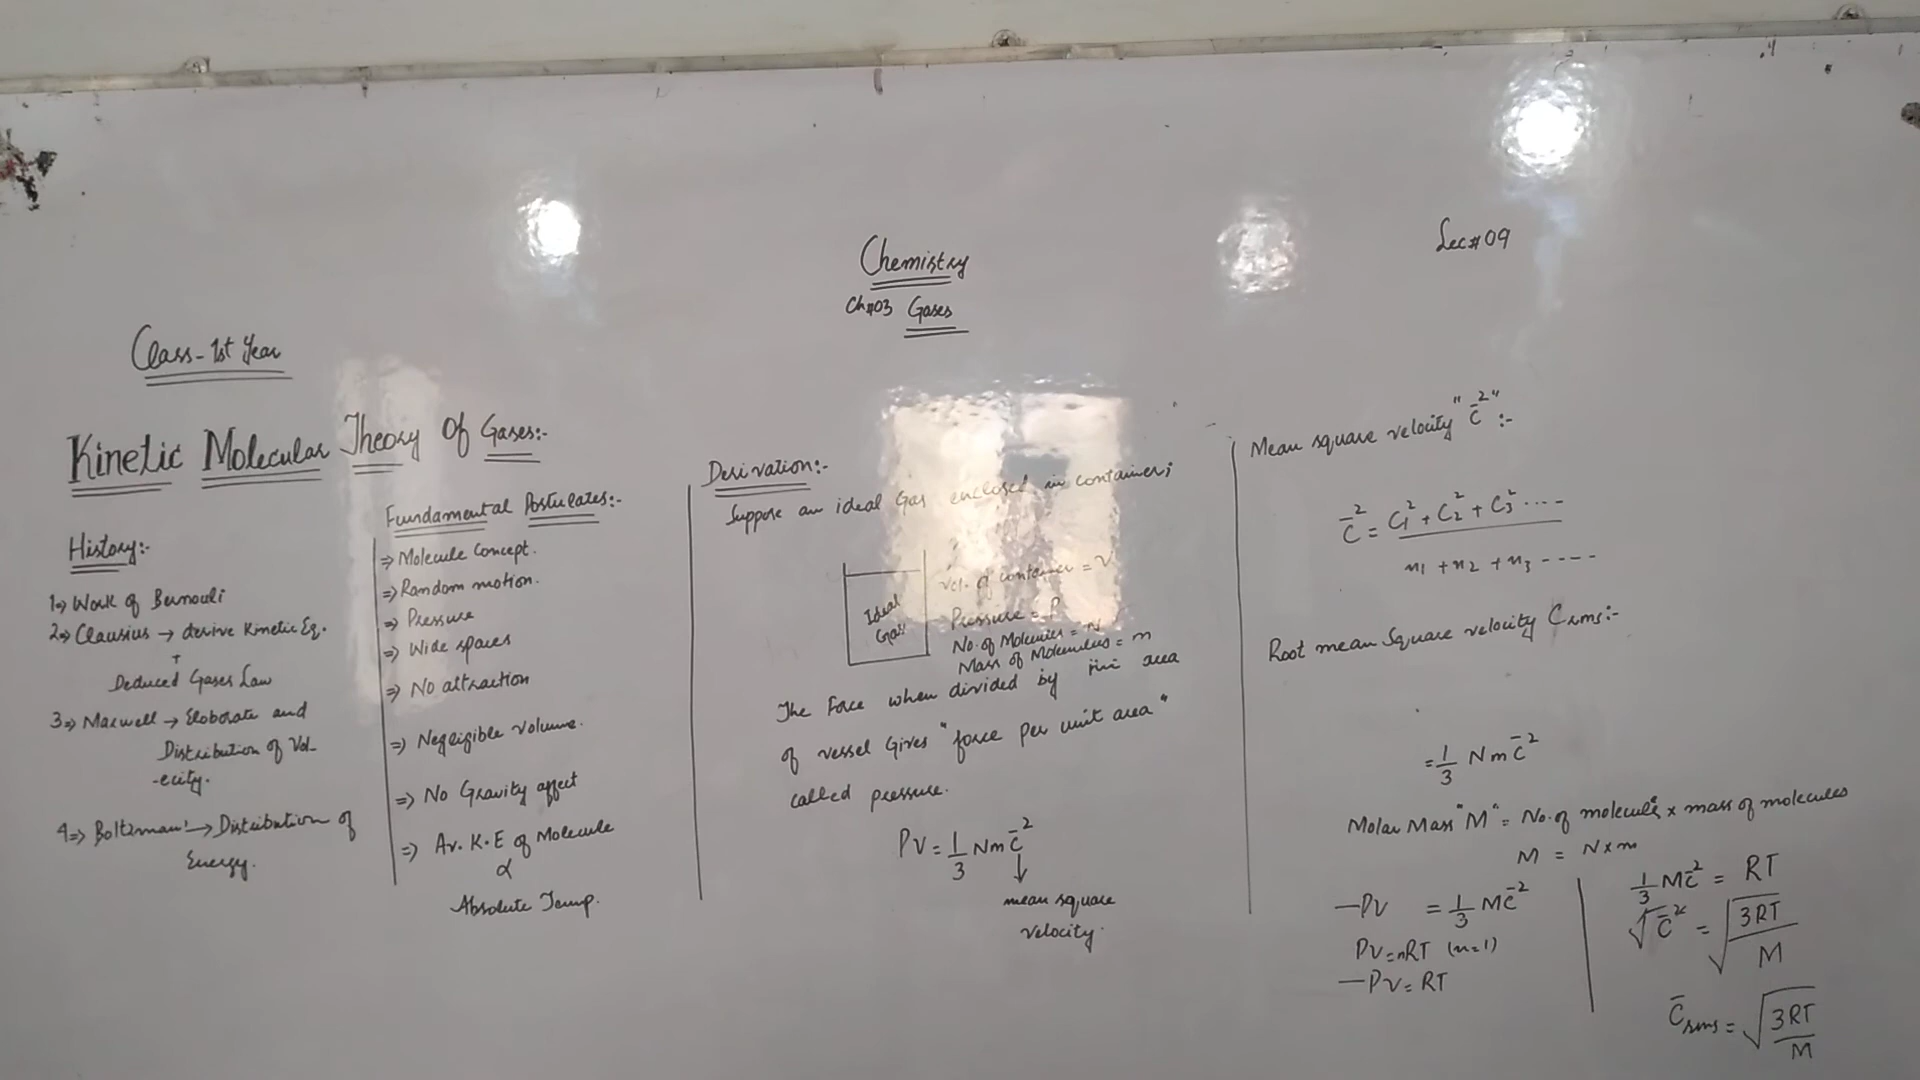 Lec#09
Chemistry
Ch#03 Gases
Class-1st Year
Kinetic Molecular Theory Of Gases:-
History:-
1=> Work of Bernouli
2=> Clausius → derive Kinetic Eq.
+
Deduced Gases Law
3=> Maxwell → Eloborate and
Distribution of Vol-
-ecity.
4=> Boltzman! → Distribution of
Energy.
Fundamental Postulates:-
=> Molecule Concept.
=> Random motion.
=> Pressure
=> Wide spaces
=> No attraction
=> Negligible volume.
=> No Gravity affect
=> Av. K.E of Molecule
α
Absolute Temp.
Derivation:-
Suppose an ideal Gas enclosed in container;
Ideal
Gas
Vol. of container = V
Pressure = P
No. of Molecules = N
Mass of Molecules = m
The Force when divided by area
of vessel Gives "force per unit area"
called pressure.
PV = 1/3 Nmc̄²
↓
mean square
velocity.
Mean square velocity "c̄²" :-
c̄² = C₁² + C₂² + C₃² ....
n₁ + n₂ + n₃ ----
Root mean Square velocity Crms:-
= 1/3 Nmc̄²
Molar Mass "M" = No. of molecules × mass of molecules
M = N×m
—PV = 1/3 Mc̄²
PV=nRT (n=1)
—PV=RT
1/3 Mc̄² = RT
√c̄² = √3RT/M
C̄rms = √3RT/M